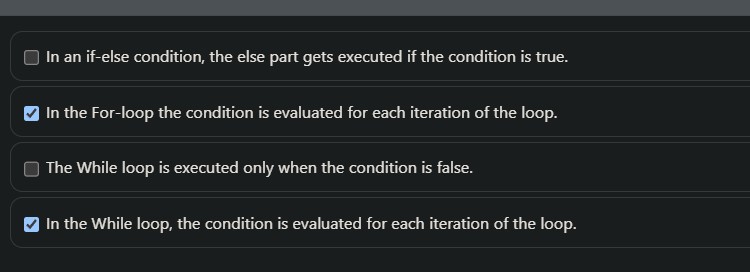 In an if-else condition, the else part gets executed if the condition is true.
In the For-loop the condition is evaluated for each iteration of the loop.
The While loop is executed only when the condition is false.
In the While loop, the condition is evaluated for each iteration of the loop.